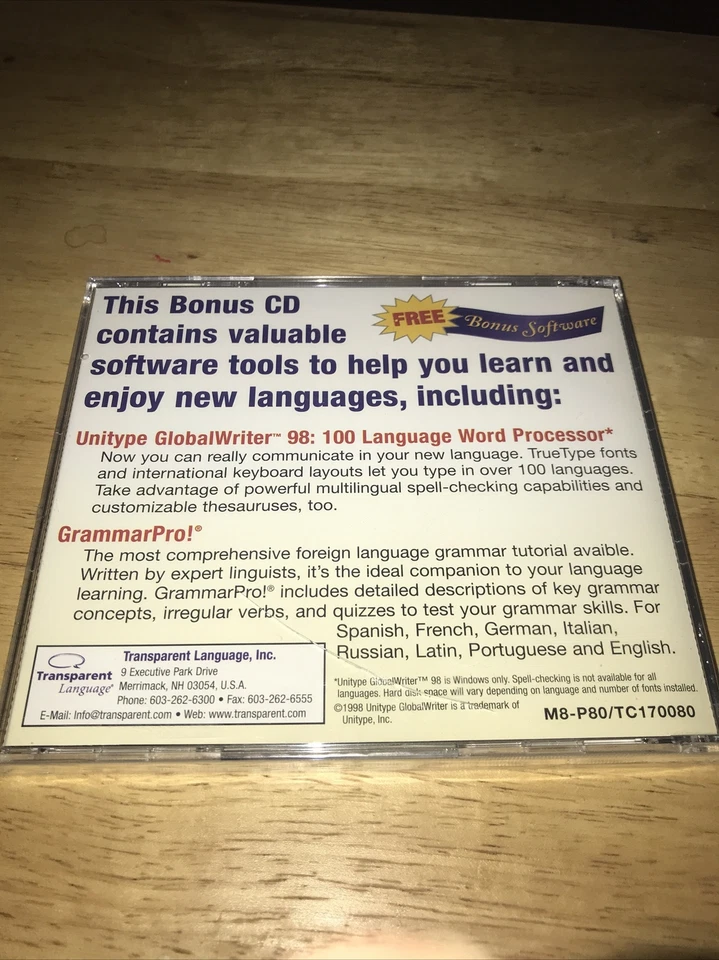 This Bonus CD
contains valuable
FREE Bonus Software
software tools to help you learn and
enjoy new languages, including:
Unitype GlobalWriter™ 98: 100 Language Word Processor*
Now you can really communicate in your new language. TrueType fonts
and international keyboard layouts let you type in over 100 languages.
Take advantage of powerful multilingual spell-checking capabilities and
customizable thesauruses, too.
GrammarPro!®
The most comprehensive foreign language grammar tutorial avaible.
Written by expert linguists, it's the ideal companion to your language
learning. GrammarPro!® includes detailed descriptions of key grammar
concepts, irregular verbs, and quizzes to test your grammar skills. For
Spanish, French, German, Italian,
Russian, Latin, Portuguese and English.
Transparent
Language®
Transparent Language, Inc.
9 Executive Park Drive
Merrimack, NH 03054, U.S.A.
Phone: 603-262-6300 • Fax: 603-262-6555
E-Mail: Info@transparent.com • Web: www.transparent.com
*Unitype GlobalWriter™ 98 is Windows only. Spell-checking is not available for all
languages. Hard disk space will vary depending on language and number of fonts installed.
©1998 Unitype GlobalWriter is a trademark of
Unitype, Inc.
M8-P80/TC170080